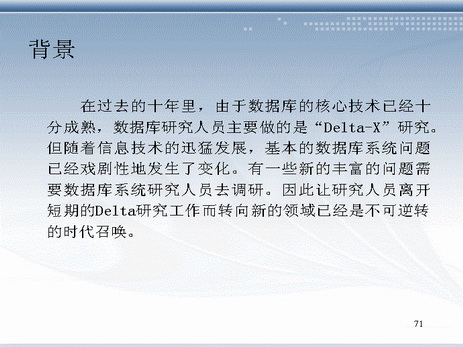 背景
在过去的十年里，由于数据库的核心技术已经十
分成熟，数据库研究人员主要做的是“Delta-X”研究。
但随着信息技术的迅猛发展，基本的数据库系统问题
已经戏剧性地发生了变化。有一些新的丰富的问题需
要数据库系统研究人员去调研。因此让研究人员离开
短期的Delta研究工作而转向新的领域已经是不可逆转
的时代召唤。
71